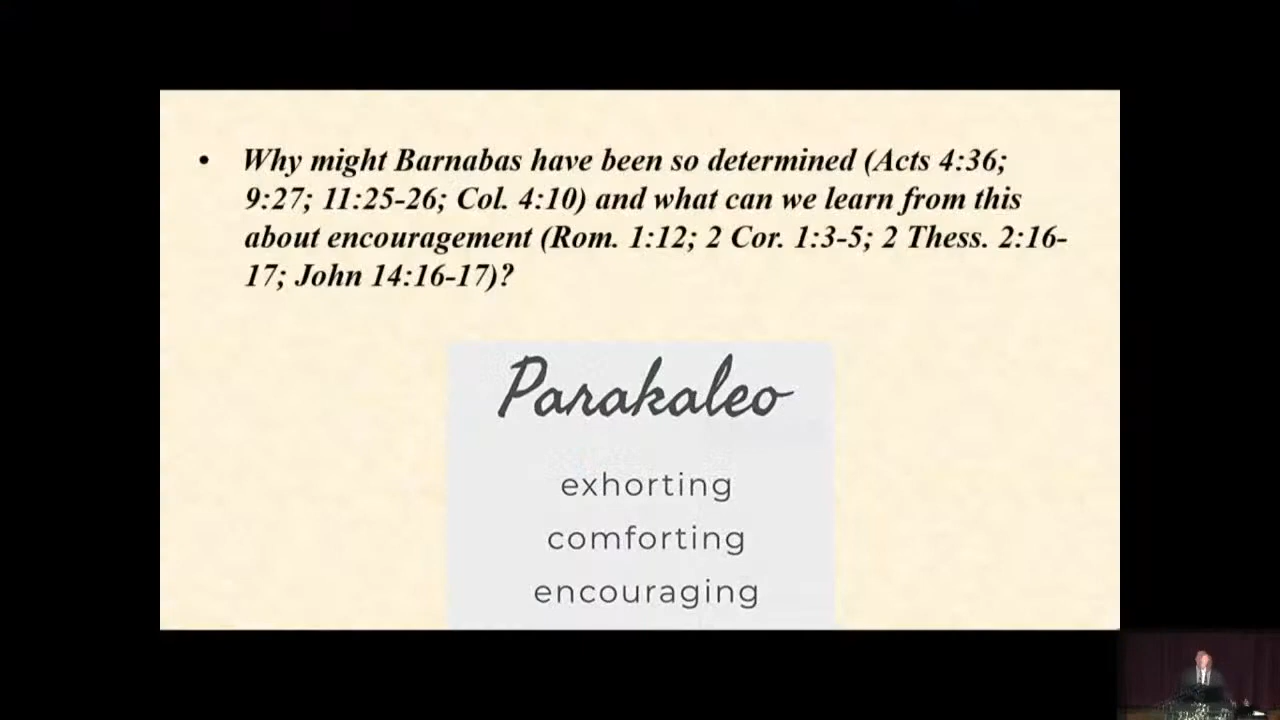 • Why might Barnabas have been so determined (Acts 4:36;
9:27; 11:25-26; Col. 4:10) and what can we learn from this
about encouragement (Rom. 1:12; 2 Cor. 1:3-5; 2 Thess. 2:16-
17; John 14:16-17)?
Parakaleo
exhorting
comforting
encouraging